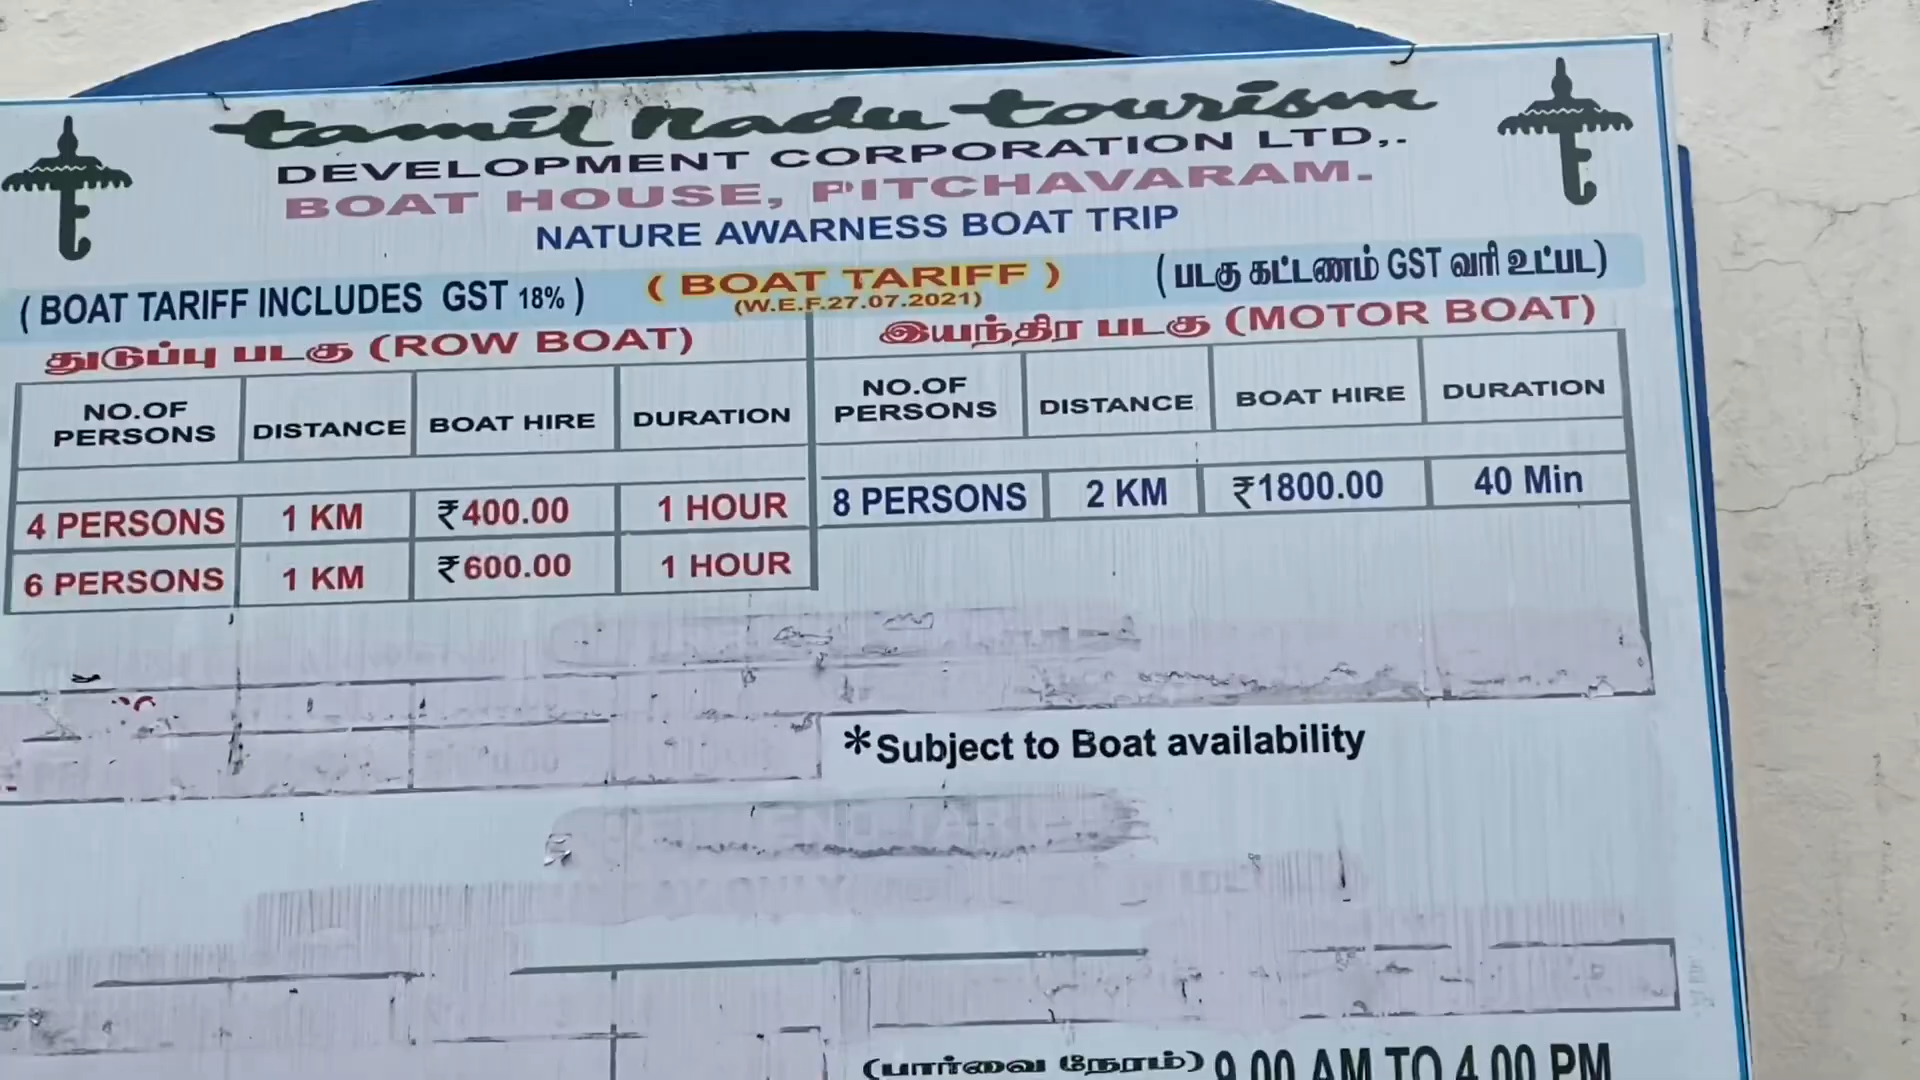 tamil nadu tourism
DEVELOPMENT CORPORATION LTD,.
BOAT HOUSE, PITCHAVARAM.
NATURE AWARNESS BOAT TRIP
( BOAT TARIFF INCLUDES GST 18% ) ( BOAT TARIFF ) ( படகு கட்டணம் GST வரி உட்பட)
(W.E.F.27.07.2021)
துடுப்பு படகு (ROW BOAT) இயந்திர படகு (MOTOR BOAT)
NO.OF PERSONS DISTANCE BOAT HIRE DURATION NO.OF PERSONS DISTANCE BOAT HIRE DURATION
4 PERSONS 1 KM ₹400.00 1 HOUR 8 PERSONS 2 KM ₹1800.00 40 Min
6 PERSONS 1 KM ₹600.00 1 HOUR
*Subject to Boat availability
(பார்வை நேரம்) 9.00 AM TO 4.00 PM